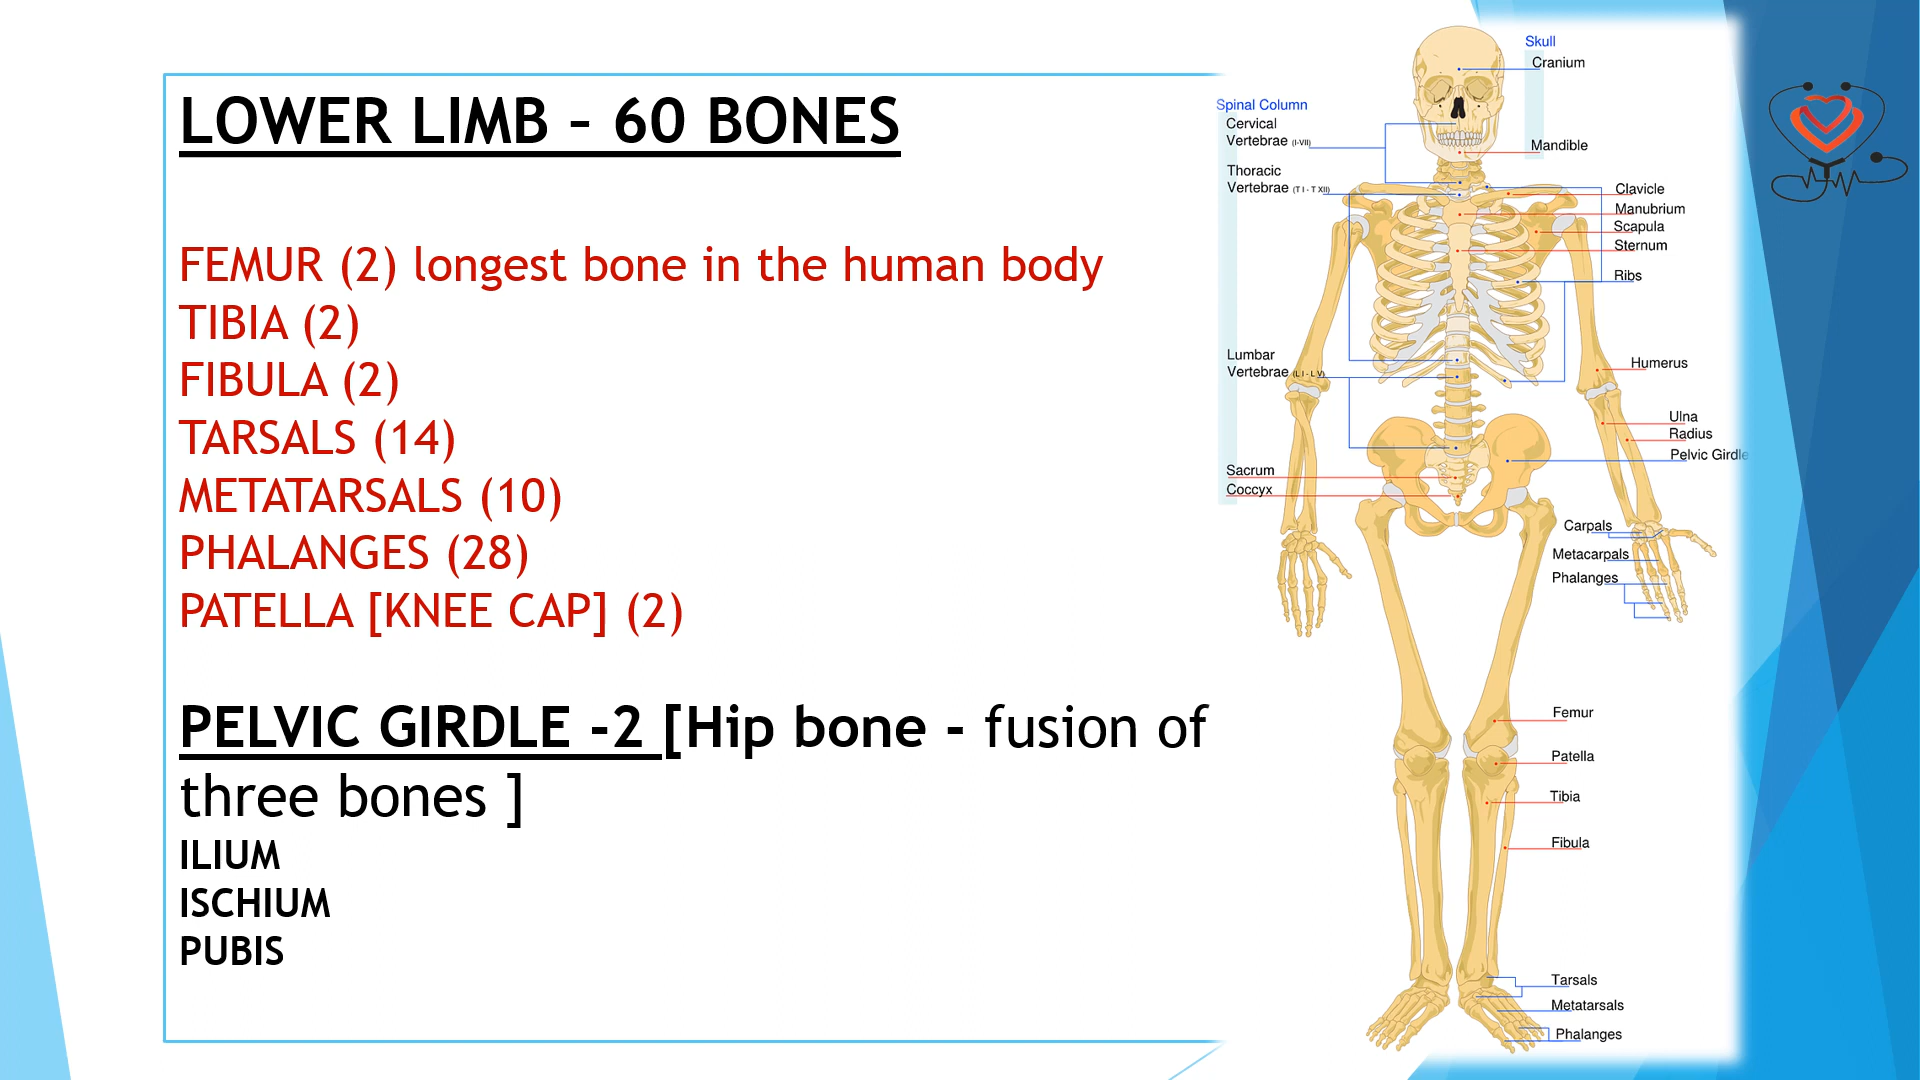 LOWER LIMB – 60 BONES
FEMUR (2) longest bone in the human body
TIBIA (2)
FIBULA (2)
TARSALS (14)
METATARSALS (10)
PHALANGES (28)
PATELLA [KNEE CAP] (2)
PELVIC GIRDLE -2 [Hip bone - fusion of
three bones ]
ILIUM
ISCHIUM
PUBIS
Skull
Cranium
Mandible
Spinal Column
Cervical
Vertebrae (I-VII)
Thoracic
Vertebrae (T I - T XII)
Lumbar
Vertebrae (L I - L V)
Sacrum
Coccyx
Clavicle
Manubrium
Scapula
Sternum
Ribs
Humerus
Ulna
Radius
Pelvic Girdle
Carpals
Metacarpals
Phalanges
Femur
Patella
Tibia
Fibula
Tarsals
Metatarsals
Phalanges